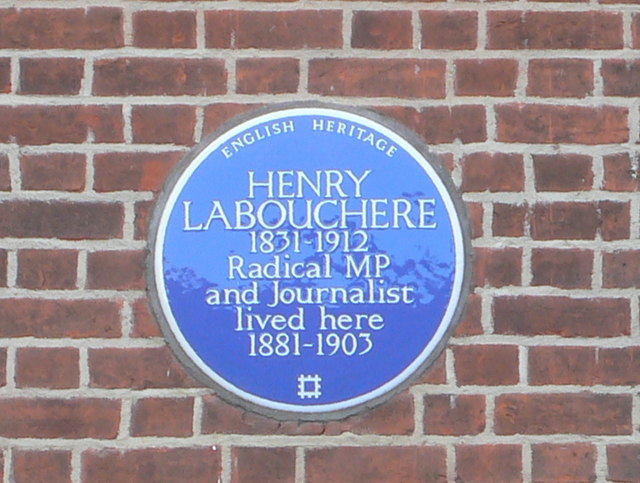 ENGLISH HERITAGE
HENRY
LABOUCHERE
1831-1912
Radical MP
and Journalist
lived here
1881-1903